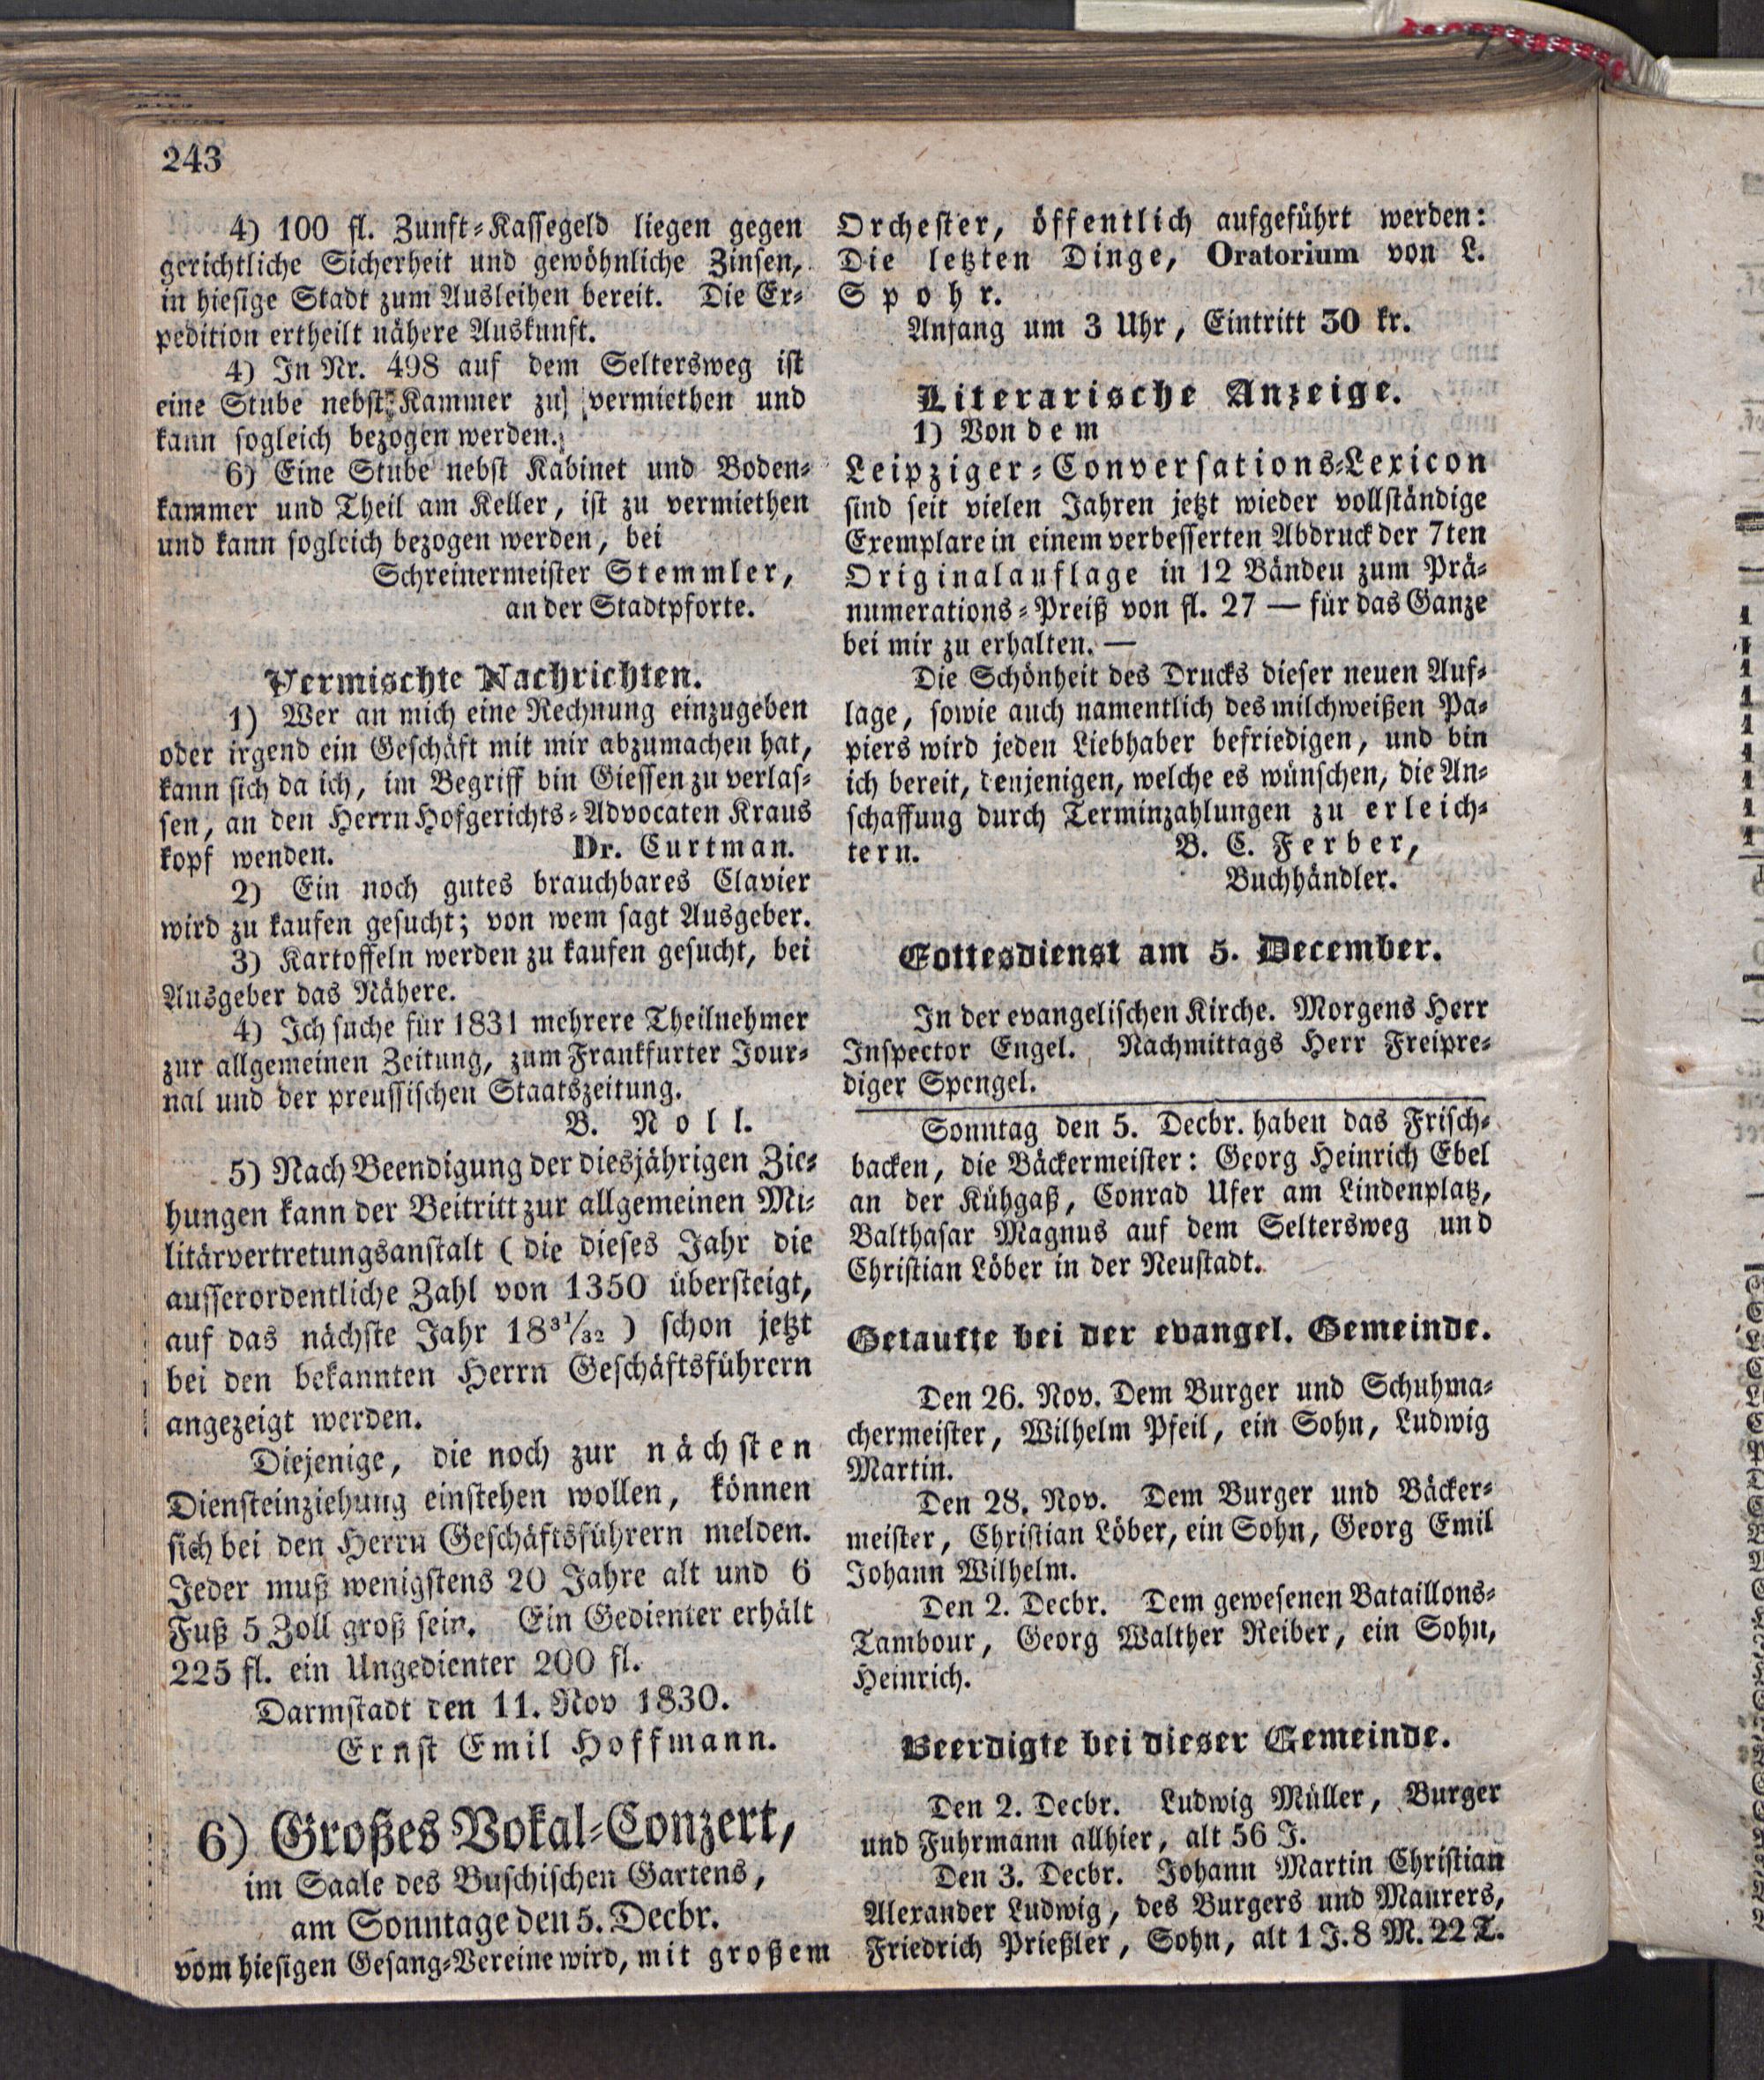 243
4) 100 fl. Zunft-Kassegeld liegen gegen
gerichtliche Sicherheit und gewöhnliche Zinsen,
in hiesige Stadt zum Ausleihen bereit. Die Ex-
pedition ertheilt nähere Auskunft.
4) In Nr. 498 auf dem Seltersweg ist
eine Stube nebst Kammer zu vermiethen und
kann sogleich bezogen werden.
6) Eine Stube nebst Kabinet und Boden-
kammer und Theil am Keller, ist zu vermiethen
und kann sogleich bezogen werden, bei
Schreinermeister Stemmler,
an der Stadtpforte.
Vermischte Nachrichten.
1) Wer an mich eine Rechnung einzugeben
oder irgend ein Geschäft mit mir abzumachen hat,
kann sich da ich, im Begriff bin Giessen zu verlas-
sen, an den Herrn Hofgerichts-Advocaten Kraus
kopf wenden. Dr. Curtman.
2) Ein noch gutes brauchbares Clavier
wird zu kaufen gesucht; von wem sagt Ausgeber.
3) Kartoffeln werden zu kaufen gesucht, bei
Ausgeber das Nähere.
4) Ich suche für 1831 mehrere Theilnehmer
zur allgemeinen Zeitung, zum Frankfurter Jour-
nal und der preussischen Staatszeitung.
B. Noll.
5) Nach Beendigung der diesjährigen Zie-
hungen kann der Beitritt zur allgemeinen Mi-
litärvertretungsanstalt (die dieses Jahr die
ausserordentliche Zahl von 1350 übersteigt,
auf das nächste Jahr 18³¹/₃₂) schon jetzt
bei den bekannten Herrn Geschäftsführern
angezeigt werden.
Diejenige, die noch zur nächsten
Diensteinziehung einstehen wollen, können
sich bei den Herrn Geschäftsführern melden.
Jeder muß wenigstens 20 Jahre alt und 6
Fuß 5 Zoll groß sein. Ein Gedienter erhält
225 fl. ein Ungedienter 200 fl.
Darmstadt den 11. Nov 1830.
Ernst Emil Hoffmann.
6) Großes Vokal-Conzert,
im Saale des Buschischen Gartens,
am Sonntage den 5. Decbr.
vom hiesigen Gesang-Vereine wird, mit großem
Orchester, öffentlich aufgeführt werden:
Die letzten Dinge, Oratorium von L.
Spohr.
Anfang um 3 Uhr, Eintritt 30 kr.
Literarische Anzeige.
1) Von dem
Leipziger-Conversations-Lexicon
sind seit vielen Jahren jetzt wieder vollständige
Exemplare in einem verbesserten Abdruck der 7ten
Originalauflage in 12 Bänden zum Prä-
numerations-Preiß von fl. 27 — für das Ganze
bei mir zu erhalten. —
Die Schönheit des Drucks dieser neuen Auf-
lage, sowie auch namentlich des milchweißen Pa-
piers wird jeden Liebhaber befriedigen, und bin
ich bereit, denjenigen, welche es wünschen, die An-
schaffung durch Terminzahlungen zu erleich-
tern. B. C. Ferber,
Buchhändler.
Gottesdienst am 5. December.
In der evangelischen Kirche. Morgens Herr
Inspector Engel. Nachmittags Herr Freipre-
diger Spengel.
Sonntag den 5. Decbr. haben das Frisch-
backen, die Bäckermeister: Georg Heinrich Ebel
an der Kühgaß, Conrad Ufer am Lindenplatz,
Balthasar Magnus auf dem Seltersweg und
Christian Löber in der Neustadt.
Getaufte bei der evangel. Gemeinde.
Den 26. Nov. Dem Burger und Schuhma-
chermeister, Wilhelm Pfeil, ein Sohn, Ludwig
Martin.
Den 28. Nov. Dem Burger und Bäcker-
meister, Christian Löber, ein Sohn, Georg Emil
Johann Wilhelm.
Den 2. Decbr. Dem gewesenen Bataillons-
Tambour, Georg Walther Reiber, ein Sohn,
Heinrich.
Beerdigte bei dieser Gemeinde.
Den 2. Decbr. Ludwig Müller, Burger
und Fuhrmann allhier, alt 56 J.
Den 3. Decbr. Johann Martin Christian
Alexander Ludwig, des Burgers und Maurers,
Friedrich Prießler, Sohn, alt 1 J. 8 M. 22 T.